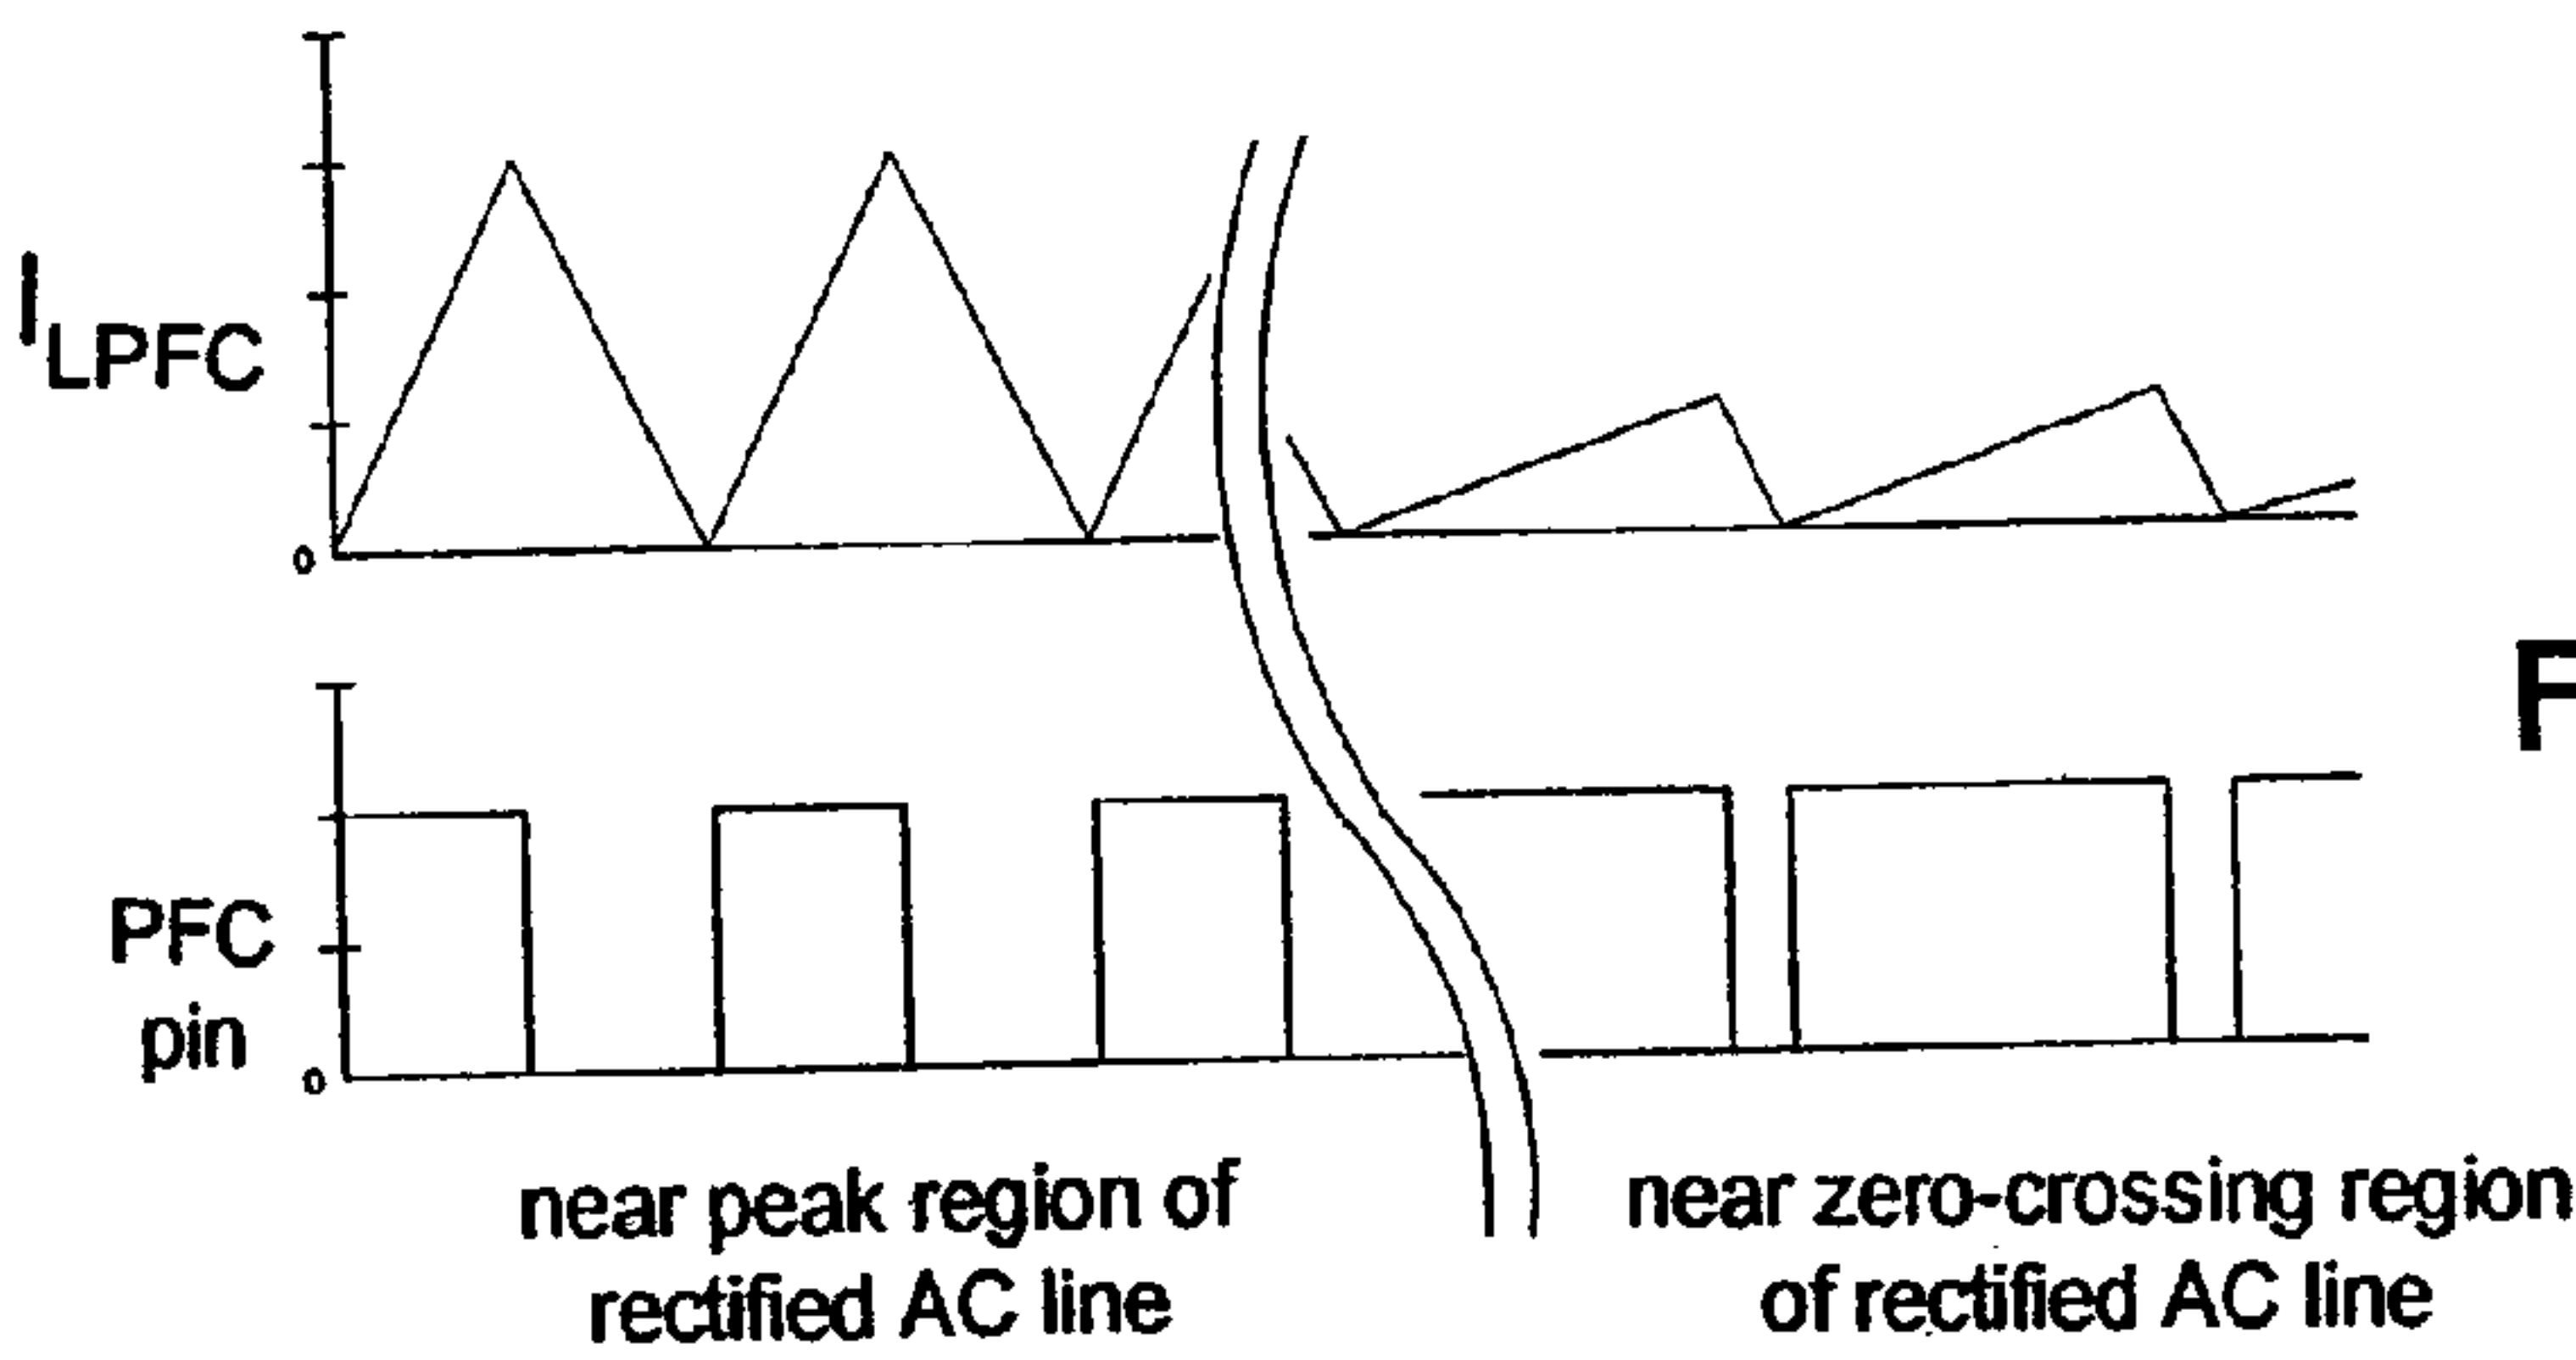 I LPFC
0
F
PFC
pin
0
near peak region of
rectified AC line
near zero-crossing region
of rectified AC line